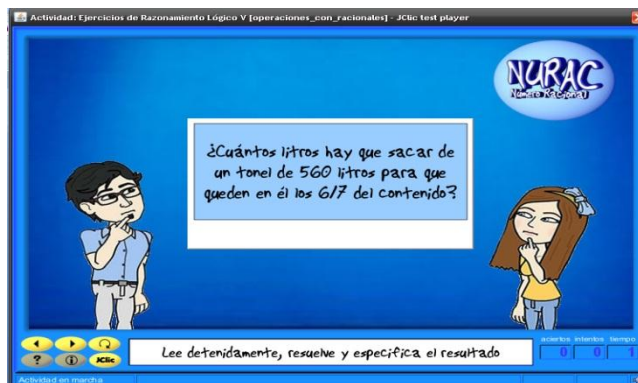 Actividad: Ejercicios de Razonamiento Lógico V [operaciones_con_racionales] - JClic test player
NURAC
Número Racional
¿Cuántos litros hay que sacar de
un tonel de 560 litros para que
queden en él los 6/7 del contenido?
JClic
Lee detenidamente, resuelve y especifica el resultado
aciertos intentos tiempo
0 0 1
Actividad en marcha